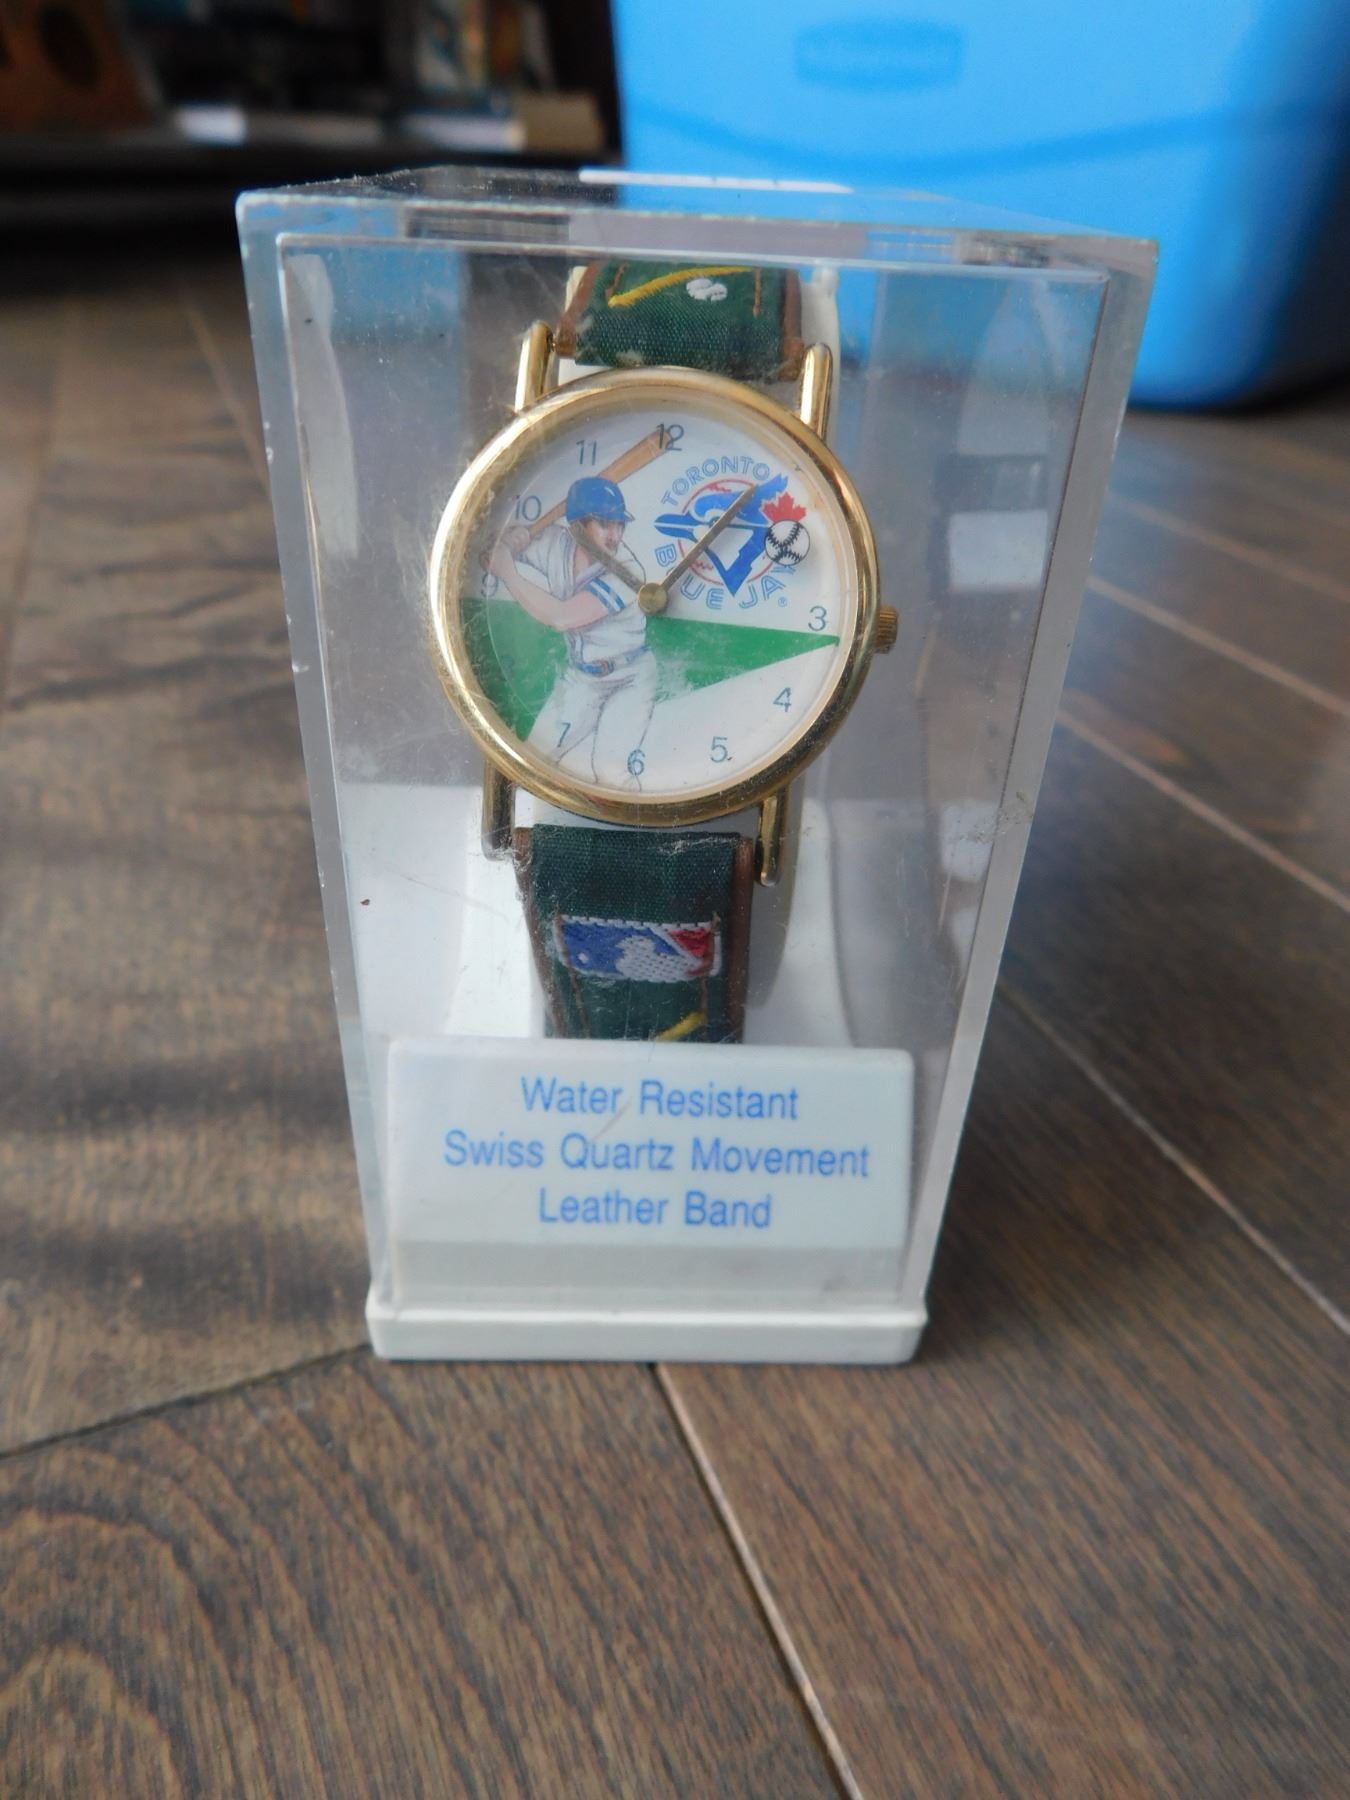 12
11
10
9
3
4
5
6
7
TORONTO
BLUE JAYS
®
Water Resistant
Swiss Quartz Movement
Leather Band